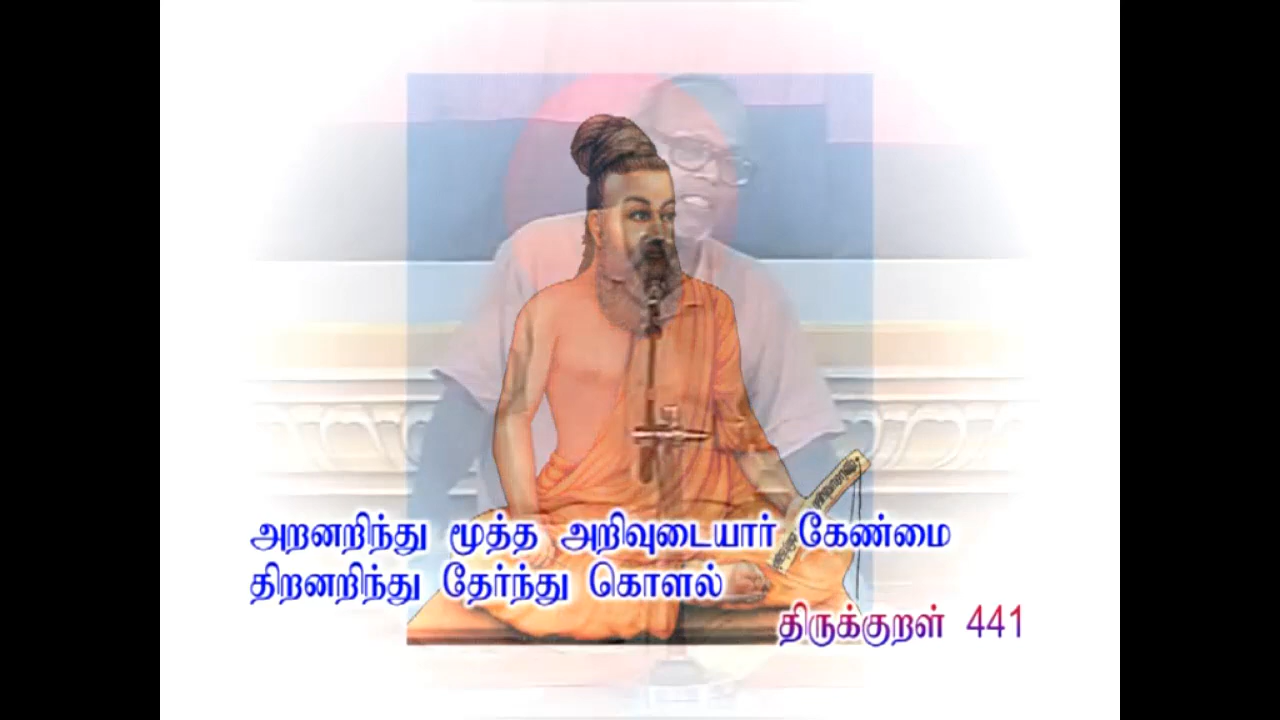 அறனறிந்து மூத்த அறிவுடையார் கேண்மை
திறனறிந்து தேர்ந்து கொளல்
திருக்குறள் 441